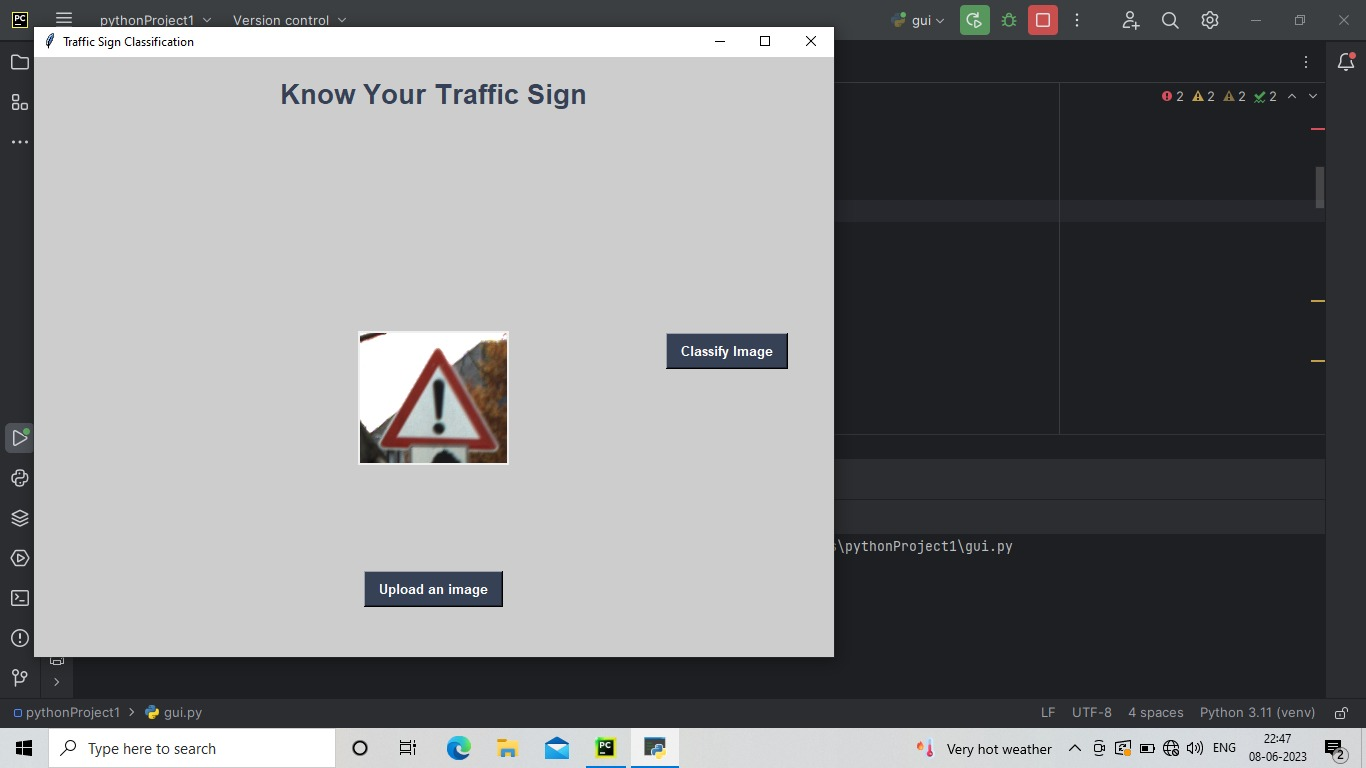 PC
pythonProject1
Version control
gui
Traffic Sign Classification
Know Your Traffic Sign
2 2 2 2
Classify Image
Upload an image
\pythonProject1\gui.py
pythonProject1 > gui.py
LF UTF-8 4 spaces Python 3.11 (venv)
Type here to search
PC
Very hot weather
ENG
22:47
08-06-2023
2